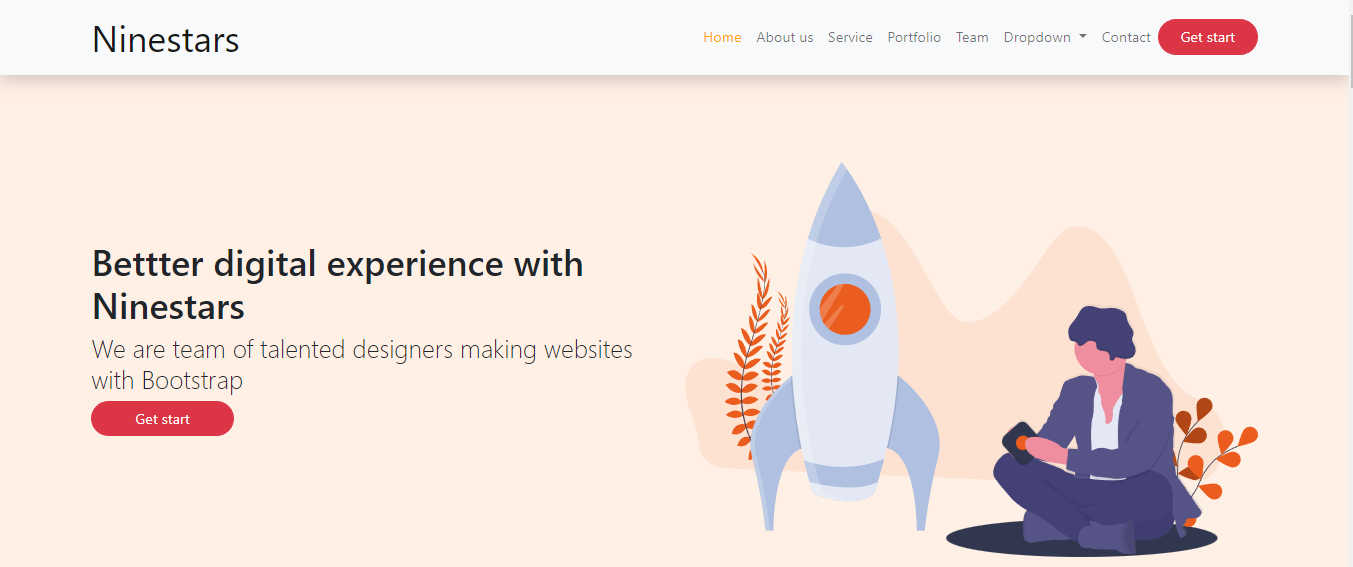 Ninestars
Home About us Service Portfolio Team Dropdown Contact Get start
Bettter digital experience with
Ninestars
We are team of talented designers making websites
with Bootstrap
Get start